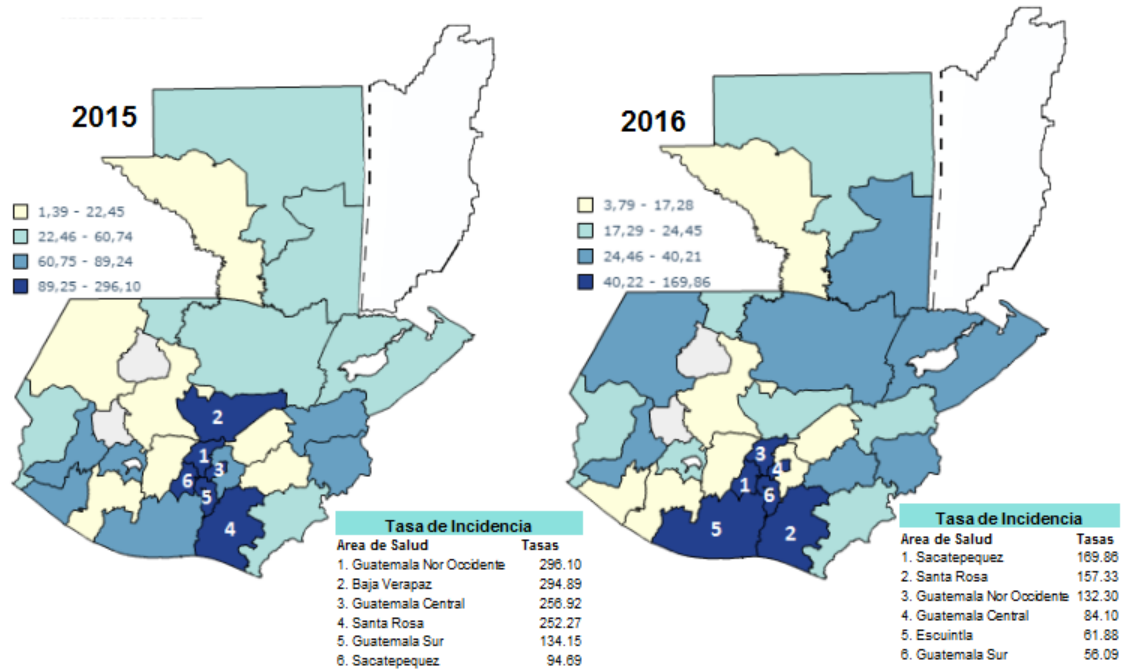 2015
1,39 - 22,45
22,46 - 60,74
60,75 - 89,24
89,25 - 296,10
2
1
3
6
5
4
Tasa de Incidencia
Area de Salud Tasas
1. Guatemala Nor Occidente 296.10
2. Baja Verapaz 294.89
3. Guatemala Central 256.92
4. Santa Rosa 252.27
5. Guatemala Sur 134.15
6. Sacatepequez 94.69
2016
3,79 - 17,28
17,29 - 24,45
24,46 - 40,21
40,22 - 169,86
3
4
1
6
5
2
Tasa de Incidencia
Area de Salud Tasas
1. Sacatepequez 169.86
2. Santa Rosa 157.33
3. Guatemala Nor Occidente 132.30
4. Guatemala Central 84.10
5. Escuintla 61.88
6. Guatemala Sur 56.09